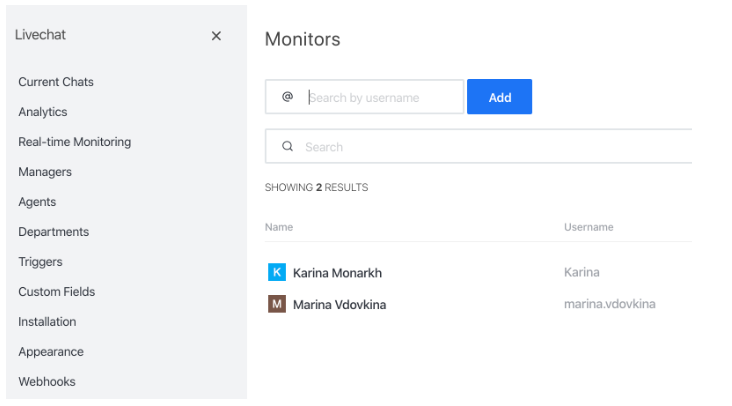 Livechat
Current Chats
Analytics
Real-time Monitoring
Managers
Agents
Departments
Triggers
Custom Fields
Installation
Appearance
Webhooks
Monitors
@ Search by username Add
Search
SHOWING 2 RESULTS
Name Username
K Karina Monarkh Karina
M Marina Vdovkina marina.vdovkina